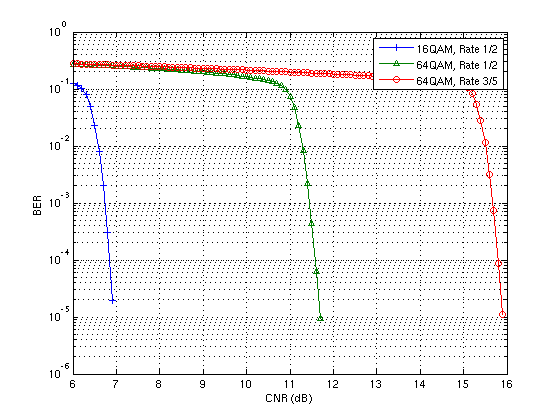 10^0
10^-1
10^-2
10^-3
10^-4
10^-5
10^-6
BER
16QAM, Rate 1/2
64QAM, Rate 1/2
64QAM, Rate 3/5
6 7 8 9 10 11 12 13 14 15 16
CNR (dB)